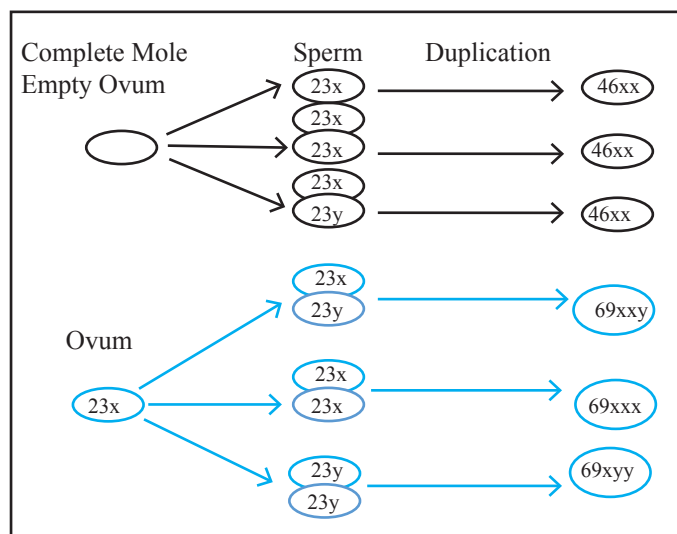 Complete Mole
Empty Ovum
Sperm
Duplication
23x
46xx
23x
23x
46xx
23x
23y
46xx
Ovum
23x
23x
23y
69xxy
23x
23x
69xxx
23y
23y
69xyy